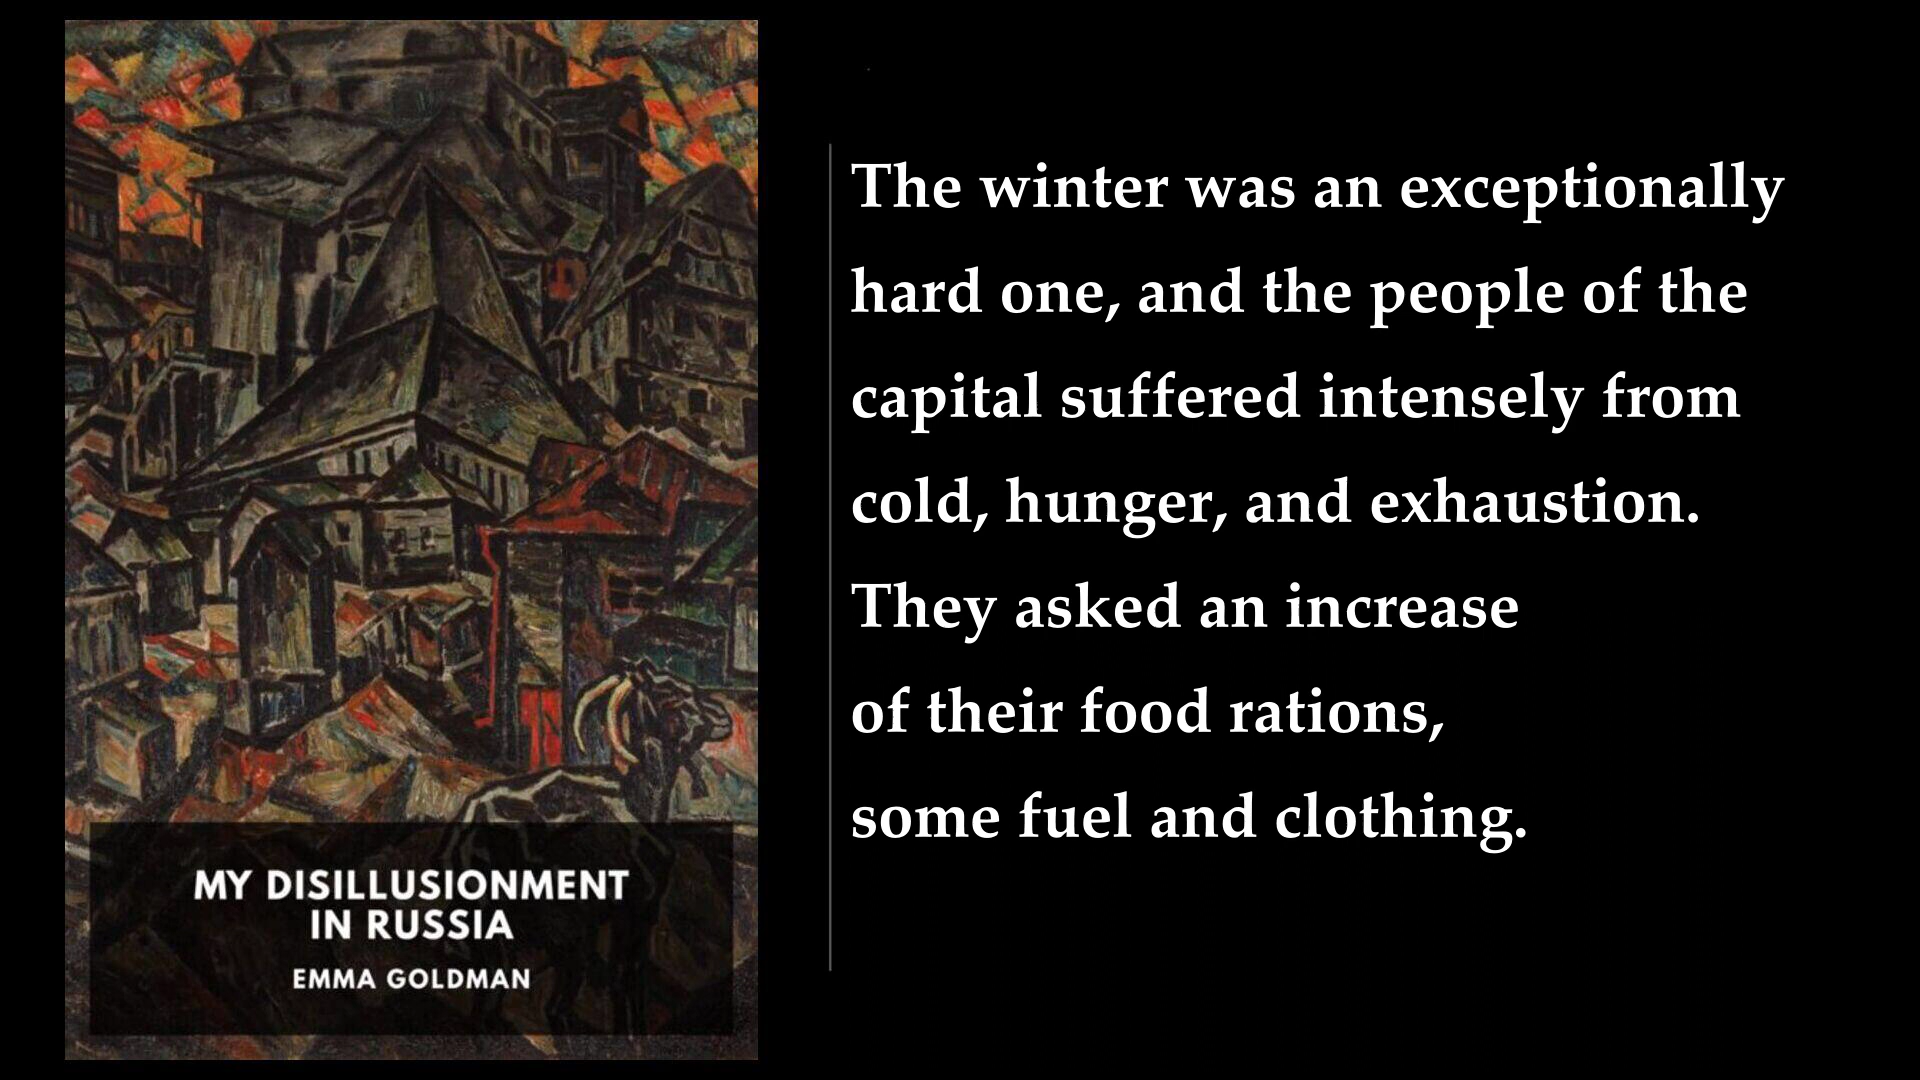 MY DISILLUSIONMENT
IN RUSSIA
EMMA GOLDMAN
The winter was an exceptionally
hard one, and the people of the
capital suffered intensely from
cold, hunger, and exhaustion.
They asked an increase
of their food rations,
some fuel and clothing.